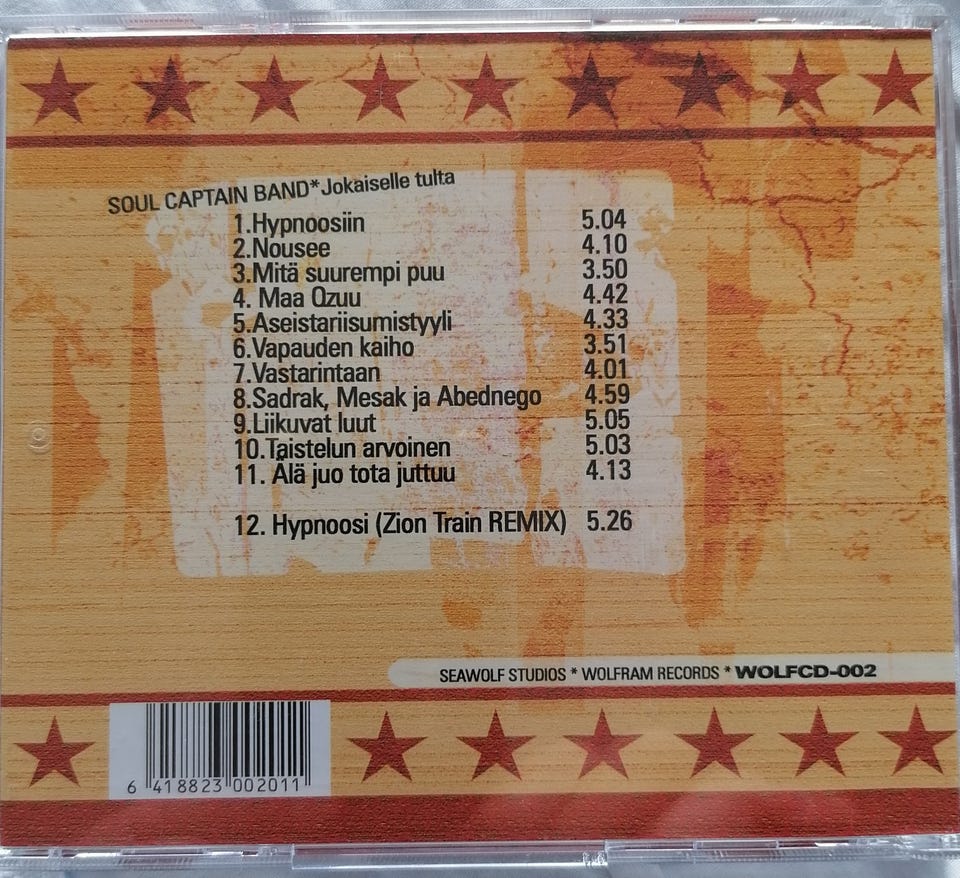 SOUL CAPTAIN BAND*Jokaiselle tulta
1.Hypnoosiin 5.04
2.Nousee 4.10
3.Mitä suurempi puu 3.50
4. Maa Ozuu 4.42
5.Aseistariisumistyyli 4.33
6.Vapauden kaiho 3.51
7.Vastarintaan 4.01
8.Sadrak, Mesak ja Abednego 4.59
9.Liikuvat luut 5.05
10.Taistelun arvoinen 5.03
11. Älä juo tota juttuu 4.13
12. Hypnoosi (Zion Train REMIX) 5.26
SEAWOLF STUDIOS * WOLFRAM RECORDS * WOLFCD-002
6 418823 002011